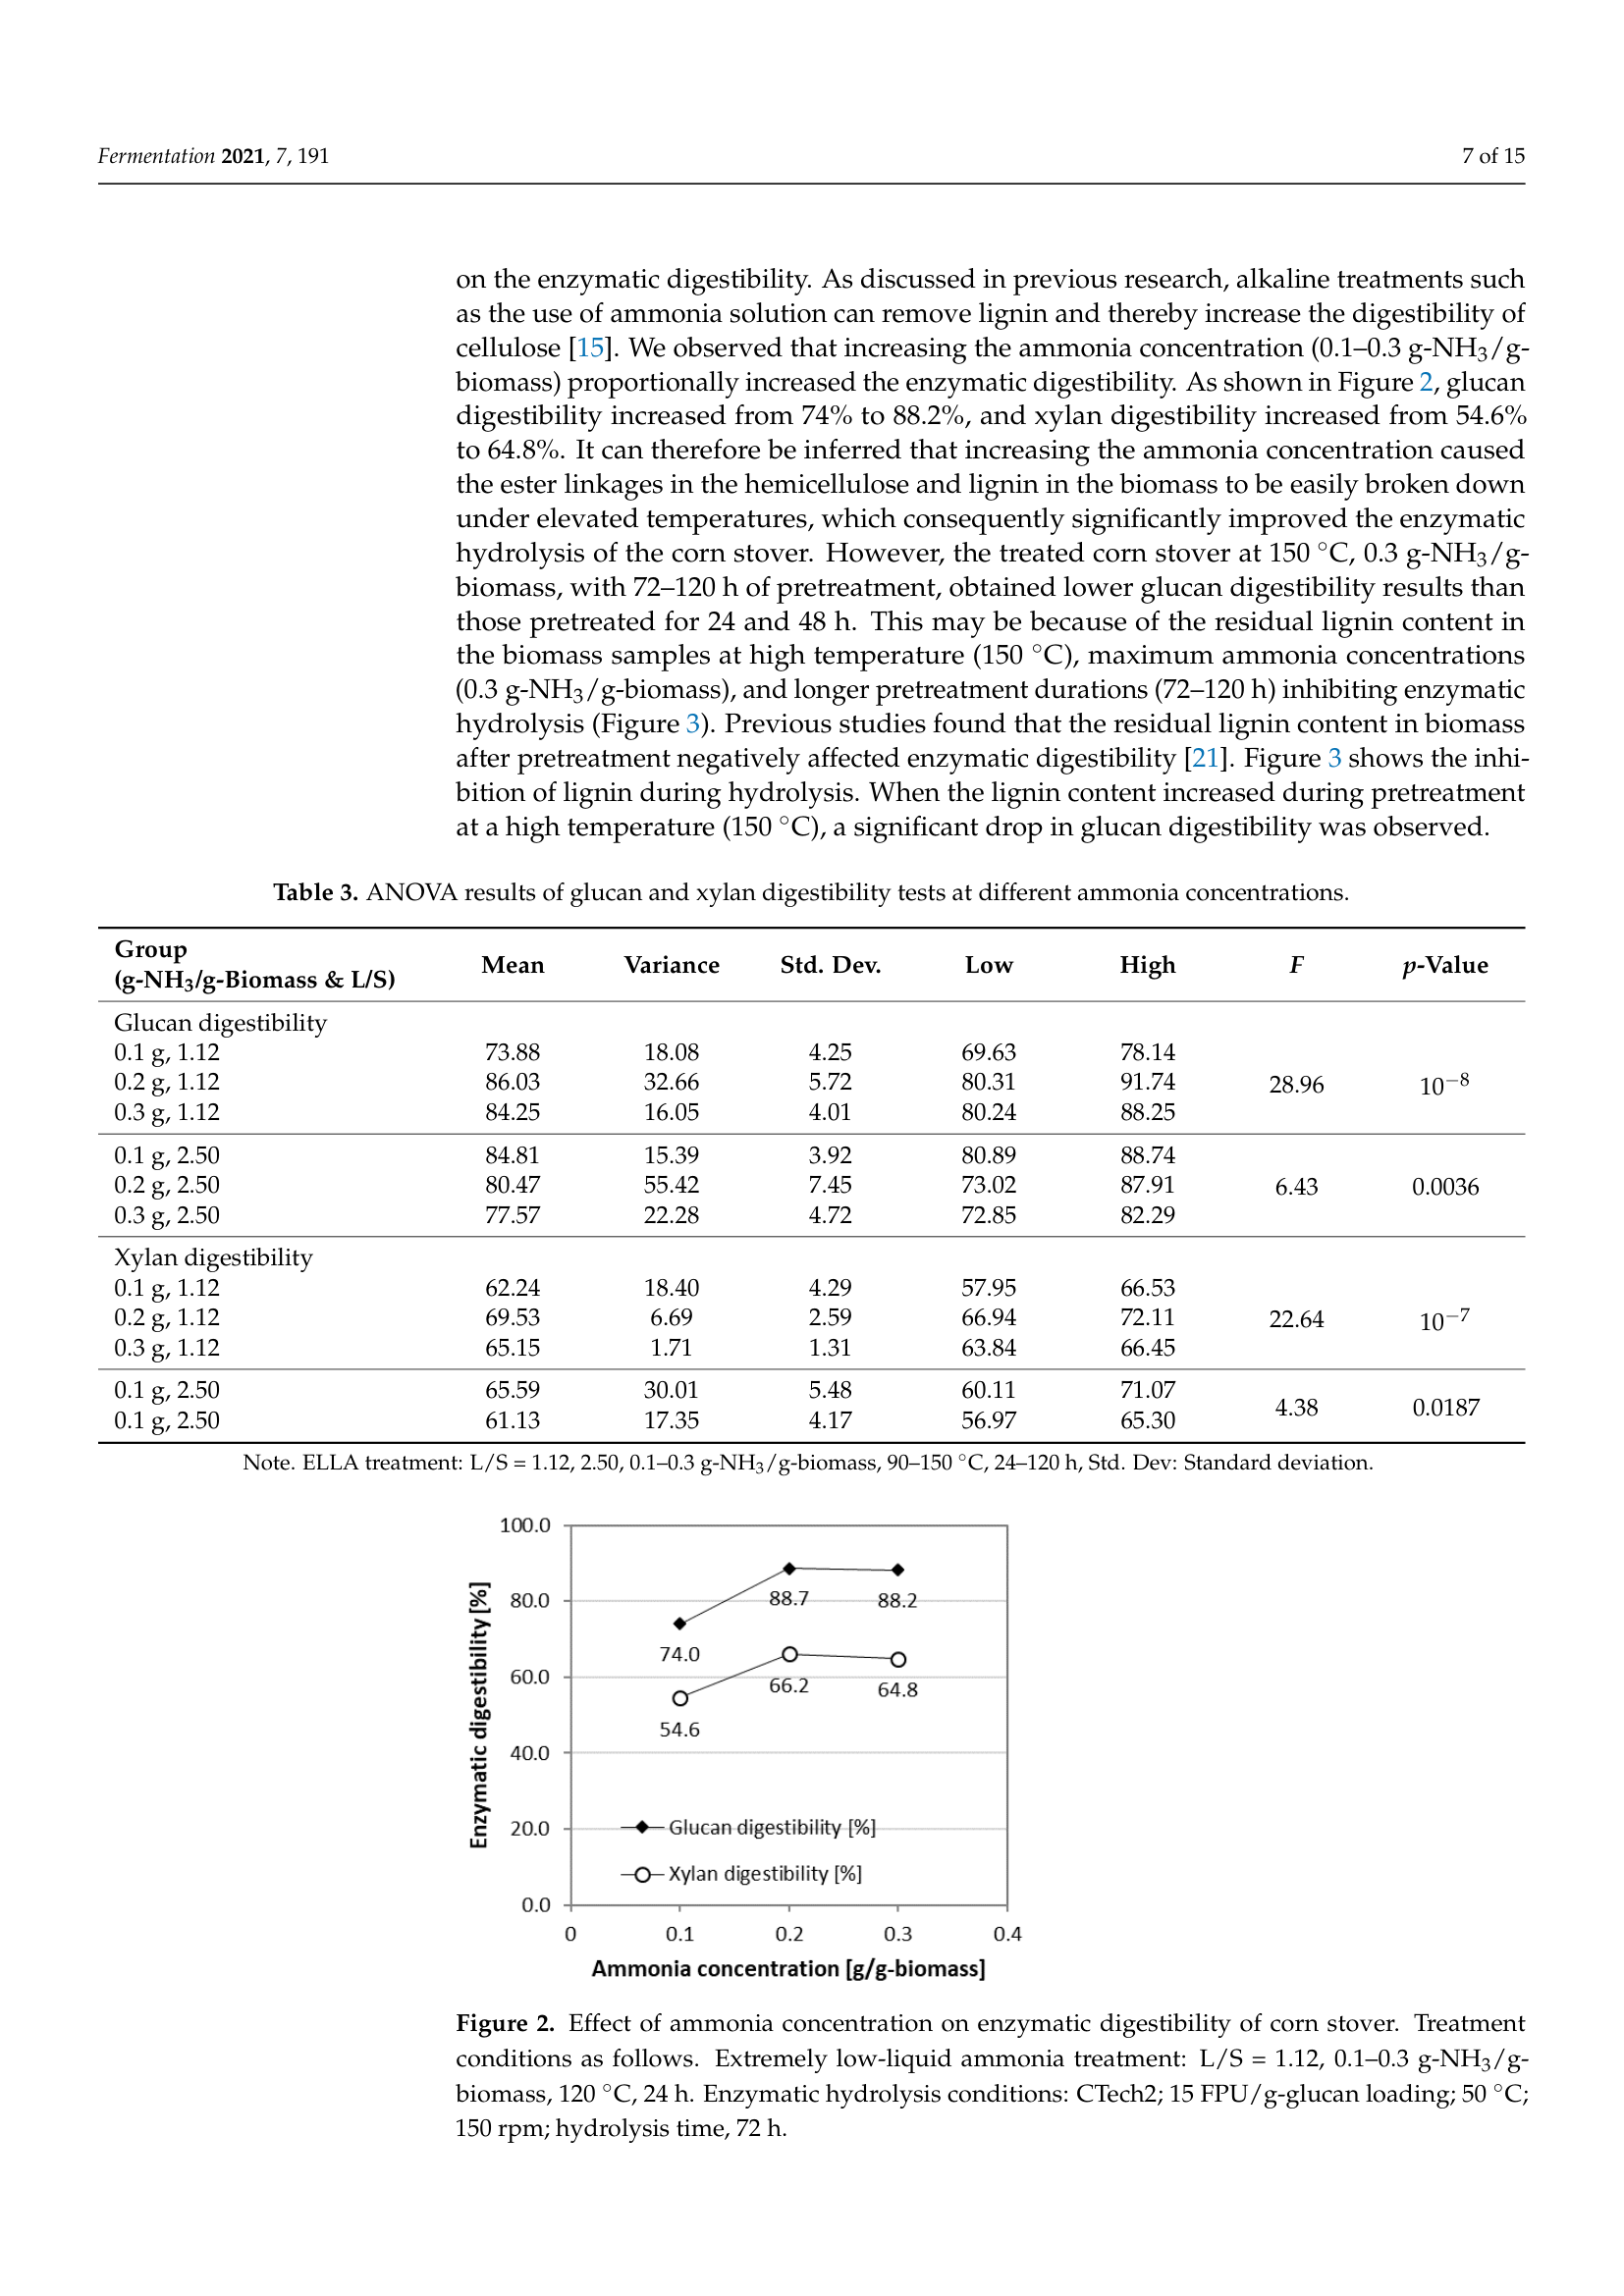 Fermentation 2021, 7, 191
7 of 15
on the enzymatic digestibility. As discussed in previous research, alkaline treatments such
as the use of ammonia solution can remove lignin and thereby increase the digestibility of
cellulose [15]. We observed that increasing the ammonia concentration (0.1–0.3 g-NH3/g-
biomass) proportionally increased the enzymatic digestibility. As shown in Figure 2, glucan
digestibility increased from 74% to 88.2%, and xylan digestibility increased from 54.6%
to 64.8%. It can therefore be inferred that increasing the ammonia concentration caused
the ester linkages in the hemicellulose and lignin in the biomass to be easily broken down
under elevated temperatures, which consequently significantly improved the enzymatic
hydrolysis of the corn stover. However, the treated corn stover at 150 °C, 0.3 g-NH3/g-
biomass, with 72–120 h of pretreatment, obtained lower glucan digestibility results than
those pretreated for 24 and 48 h. This may be because of the residual lignin content in
the biomass samples at high temperature (150 °C), maximum ammonia concentrations
(0.3 g-NH3/g-biomass), and longer pretreatment durations (72–120 h) inhibiting enzymatic
hydrolysis (Figure 3). Previous studies found that the residual lignin content in biomass
after pretreatment negatively affected enzymatic digestibility [21]. Figure 3 shows the inhi-
bition of lignin during hydrolysis. When the lignin content increased during pretreatment
at a high temperature (150 °C), a significant drop in glucan digestibility was observed.
Table 3. ANOVA results of glucan and xylan digestibility tests at different ammonia concentrations.
Group
(g-NH3/g-Biomass & L/S) Mean Variance Std. Dev. Low High F p-Value
Glucan digestibility
0.1 g, 1.12 73.88 18.08 4.25 69.63 78.14
0.2 g, 1.12 86.03 32.66 5.72 80.31 91.74 28.96 10−8
0.3 g, 1.12 84.25 16.05 4.01 80.24 88.25
0.1 g, 2.50 84.81 15.39 3.92 80.89 88.74
0.2 g, 2.50 80.47 55.42 7.45 73.02 87.91 6.43 0.0036
0.3 g, 2.50 77.57 22.28 4.72 72.85 82.29
Xylan digestibility
0.1 g, 1.12 62.24 18.40 4.29 57.95 66.53
0.2 g, 1.12 69.53 6.69 2.59 66.94 72.11 22.64 10−7
0.3 g, 1.12 65.15 1.71 1.31 63.84 66.45
0.1 g, 2.50 65.59 30.01 5.48 60.11 71.07 4.38 0.0187
0.1 g, 2.50 61.13 17.35 4.17 56.97 65.30
Note. ELLA treatment: L/S = 1.12, 2.50, 0.1–0.3 g-NH3/g-biomass, 90–150 °C, 24–120 h, Std. Dev: Standard deviation.
Enzymatic digestibility [%]
100.0
80.0
60.0
40.0
20.0
0.0
88.7
88.2
74.0
66.2
64.8
54.6
Glucan digestibility [%]
Xylan digestibility [%]
0 0.1 0.2 0.3 0.4
Ammonia concentration [g/g-biomass]
Figure 2. Effect of ammonia concentration on enzymatic digestibility of corn stover. Treatment
conditions as follows. Extremely low-liquid ammonia treatment: L/S = 1.12, 0.1–0.3 g-NH3/g-
biomass, 120 °C, 24 h. Enzymatic hydrolysis conditions: CTech2; 15 FPU/g-glucan loading; 50 °C;
150 rpm; hydrolysis time, 72 h.